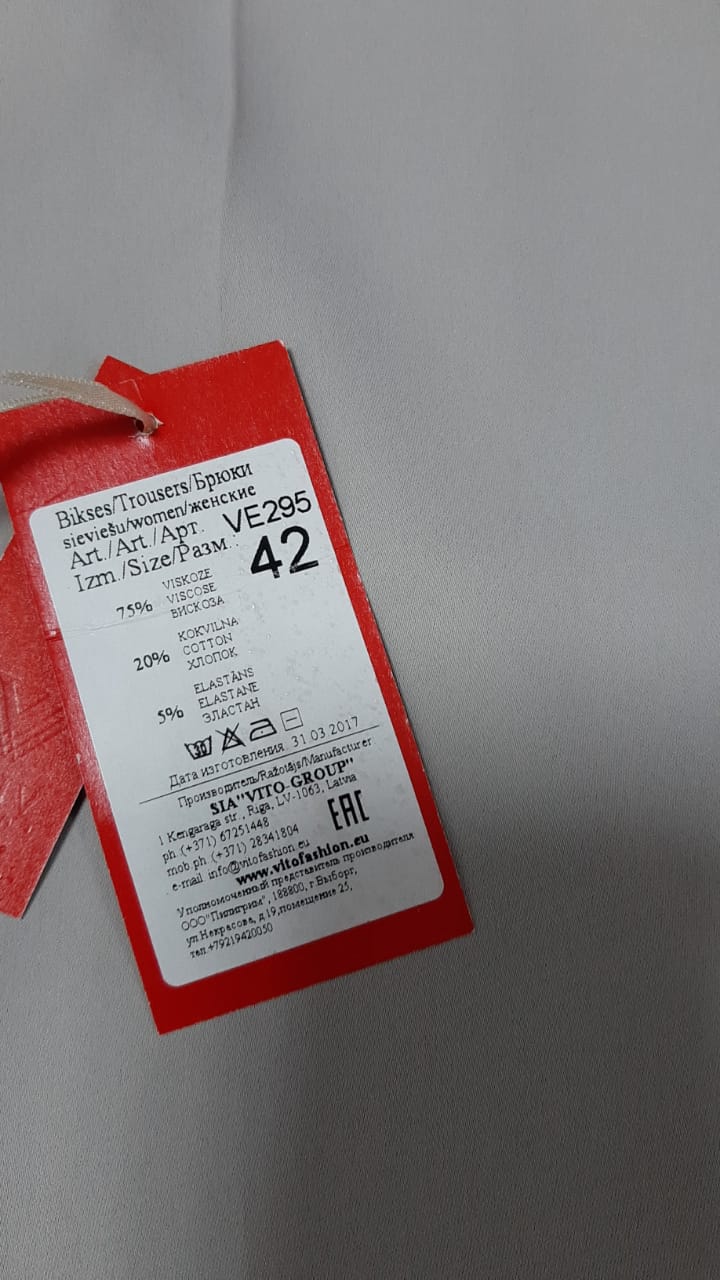 Bikses/Trousers/Брюки
sieviešu/women/женские
Art./Art./Арт. VE295
Izm./Size/Разм.: 42
75% VISKOZE
VISCOSE
ВИСКОЗА
20% KOKVILNA
COTTON
ХЛОПОК
5% ELASTĀNS
ELASTANE
ЭЛАСТАН
30
Дата изготовления 31.03.2017
Производитель/Ražotājs/Manufacturer
SIA"VITO GROUP"
1 Kengaraga str., Riga, LV-1063, Latvia
ph.(+371) 67251448
mob.ph. (+371) 28341804
e-mail info@vitofashion.eu
www.vitofashion.eu
EAC
Уполномоченный представитель производителя
ООО"Пилигрим", 188800, г.Выборг,
ул.Некрасова, д.19,помещение 25,
тел.+79219420050